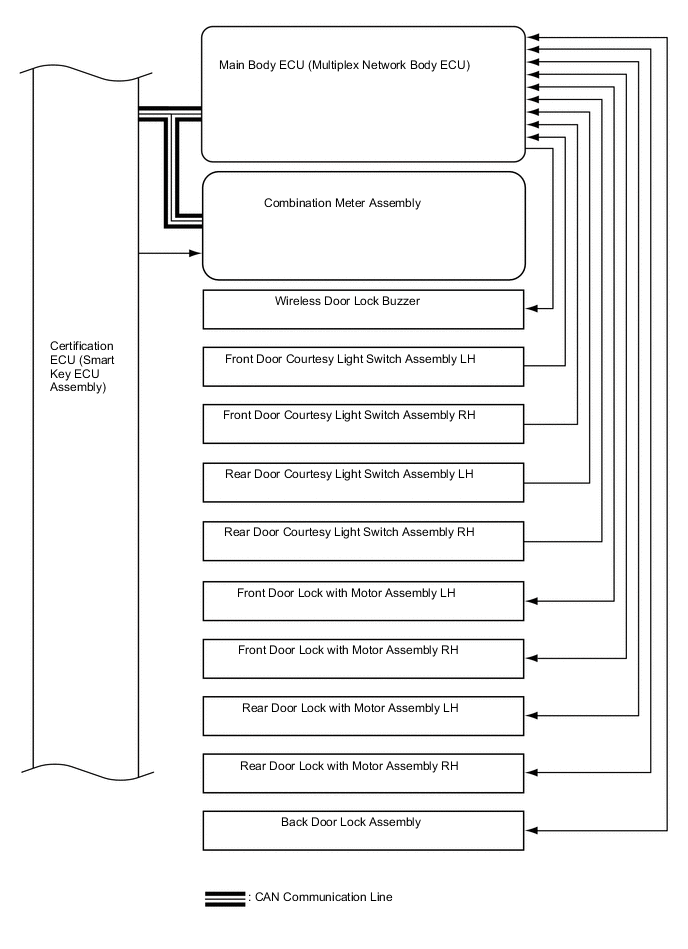 Main Body ECU (Multiplex Network Body ECU)
Combination Meter Assembly
Wireless Door Lock Buzzer
Certification
ECU (Smart
Key ECU
Assembly)
Front Door Courtesy Light Switch Assembly LH
Front Door Courtesy Light Switch Assembly RH
Rear Door Courtesy Light Switch Assembly LH
Rear Door Courtesy Light Switch Assembly RH
Front Door Lock with Motor Assembly LH
Front Door Lock with Motor Assembly RH
Rear Door Lock with Motor Assembly LH
Rear Door Lock with Motor Assembly RH
Back Door Lock Assembly
: CAN Communication Line